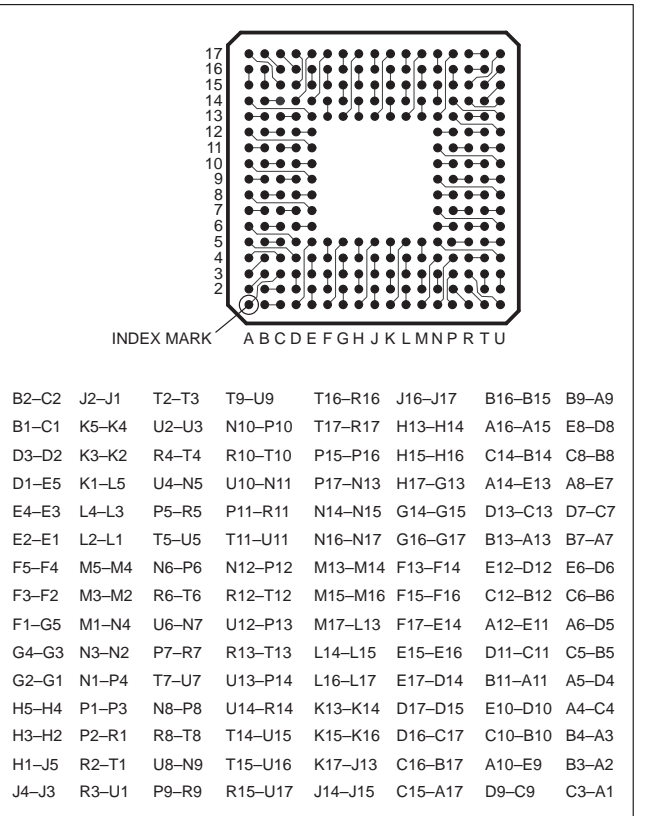 17
16
15
14
13
12
11
10
9
8
7
6
5
4
3
2
INDEX MARK A B C D E F G H J K L M N P R T U
B2–C2 J2–J1 T2–T3 T9–U9 T16–R16 J16–J17 B16–B15 B9–A9
B1–C1 K5–K4 U2–U3 N10–P10 T17–R17 H13–H14 A16–A15 E8–D8
D3–D2 K3–K2 R4–T4 R10–T10 P15–P16 H15–H16 C14–B14 C8–B8
D1–E5 K1–L5 U4–N5 U10–N11 P17–N13 H17–G13 A14–E13 A8–E7
E4–E3 L4–L3 P5–R5 P11–R11 N14–N15 G14–G15 D13–C13 D7–C7
E2–E1 L2–L1 T5–U5 T11–U11 N16–N17 G16–G17 B13–A13 B7–A7
F5–F4 M5–M4 N6–P6 N12–P12 M13–M14 F13–F14 E12–D12 E6–D6
F3–F2 M3–M2 R6–T6 R12–T12 M15–M16 F15–F16 C12–B12 C6–B6
F1–G5 M1–N4 U6–N7 U12–P13 M17–L13 F17–E14 A12–E11 A6–D5
G4–G3 N3–N2 P7–R7 R13–T13 L14–L15 E15–E16 D11–C11 C5–B5
G2–G1 N1–P4 T7–U7 U13–P14 L16–L17 E17–D14 B11–A11 A5–D4
H5–H4 P1–P3 N8–P8 U14–R14 K13–K14 D17–D15 E10–D10 A4–C4
H3–H2 P2–R1 R8–T8 T14–U15 K15–K16 D16–C17 C10–B10 B4–A3
H1–J5 R2–T1 U8–N9 T15–U16 K17–J13 C16–B17 A10–E9 B3–A2
J4–J3 R3–U1 P9–R9 R15–U17 J14–J15 C15–A17 D9–C9 C3–A1